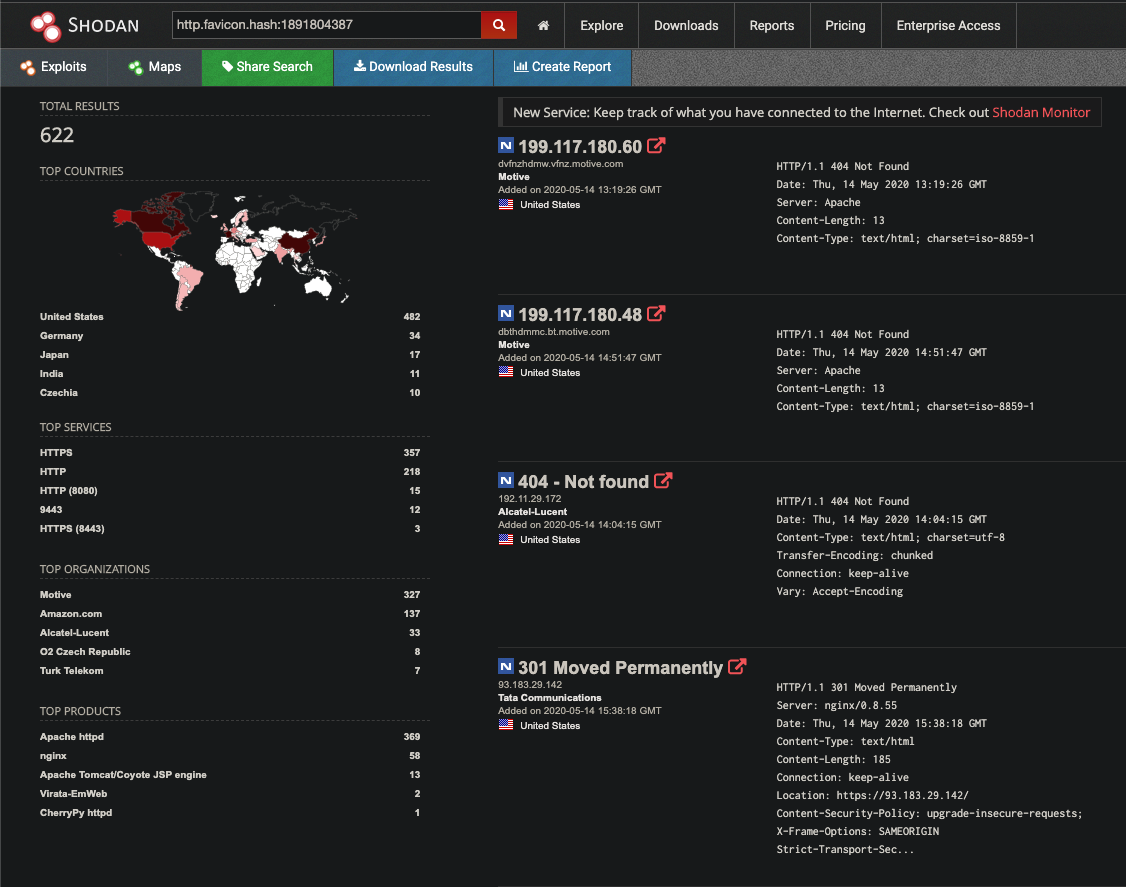 SHODAN
http.favicon.hash:1891804387
Explore
Downloads
Reports
Pricing
Enterprise Access
Exploits
Maps
Share Search
Download Results
Create Report
TOTAL RESULTS
622
TOP COUNTRIES
United States 482
Germany 34
Japan 17
India 11
Czechia 10
TOP SERVICES
HTTPS 357
HTTP 218
HTTP (8080) 15
9443 12
HTTPS (8443) 3
TOP ORGANIZATIONS
Motive 327
Amazon.com 137
Alcatel-Lucent 33
O2 Czech Republic 8
Turk Telekom 7
TOP PRODUCTS
Apache httpd 369
nginx 58
Apache Tomcat/Coyote JSP engine 13
Virata-EmWeb 2
CherryPy httpd 1
New Service: Keep track of what you have connected to the Internet. Check out Shodan Monitor
N 199.117.180.60
dvfnzhdmw.vfnz.motive.com
Motive
Added on 2020-05-14 13:19:26 GMT
United States
HTTP/1.1 404 Not Found
Date: Thu, 14 May 2020 13:19:26 GMT
Server: Apache
Content-Length: 13
Content-Type: text/html; charset=iso-8859-1
N 199.117.180.48
dbthdmmc.bt.motive.com
Motive
Added on 2020-05-14 14:51:47 GMT
United States
HTTP/1.1 404 Not Found
Date: Thu, 14 May 2020 14:51:47 GMT
Server: Apache
Content-Length: 13
Content-Type: text/html; charset=iso-8859-1
N 404 - Not found
192.11.29.172
Alcatel-Lucent
Added on 2020-05-14 14:04:15 GMT
United States
HTTP/1.1 404 Not Found
Date: Thu, 14 May 2020 14:04:15 GMT
Content-Type: text/html; charset=utf-8
Transfer-Encoding: chunked
Connection: keep-alive
Vary: Accept-Encoding
N 301 Moved Permanently
93.183.29.142
Tata Communications
Added on 2020-05-14 15:38:18 GMT
United States
HTTP/1.1 301 Moved Permanently
Server: nginx/0.8.55
Date: Thu, 14 May 2020 15:38:18 GMT
Content-Type: text/html
Content-Length: 185
Connection: keep-alive
Location: https://93.183.29.142/
Content-Security-Policy: upgrade-insecure-requests;
X-Frame-Options: SAMEORIGIN
Strict-Transport-Sec...